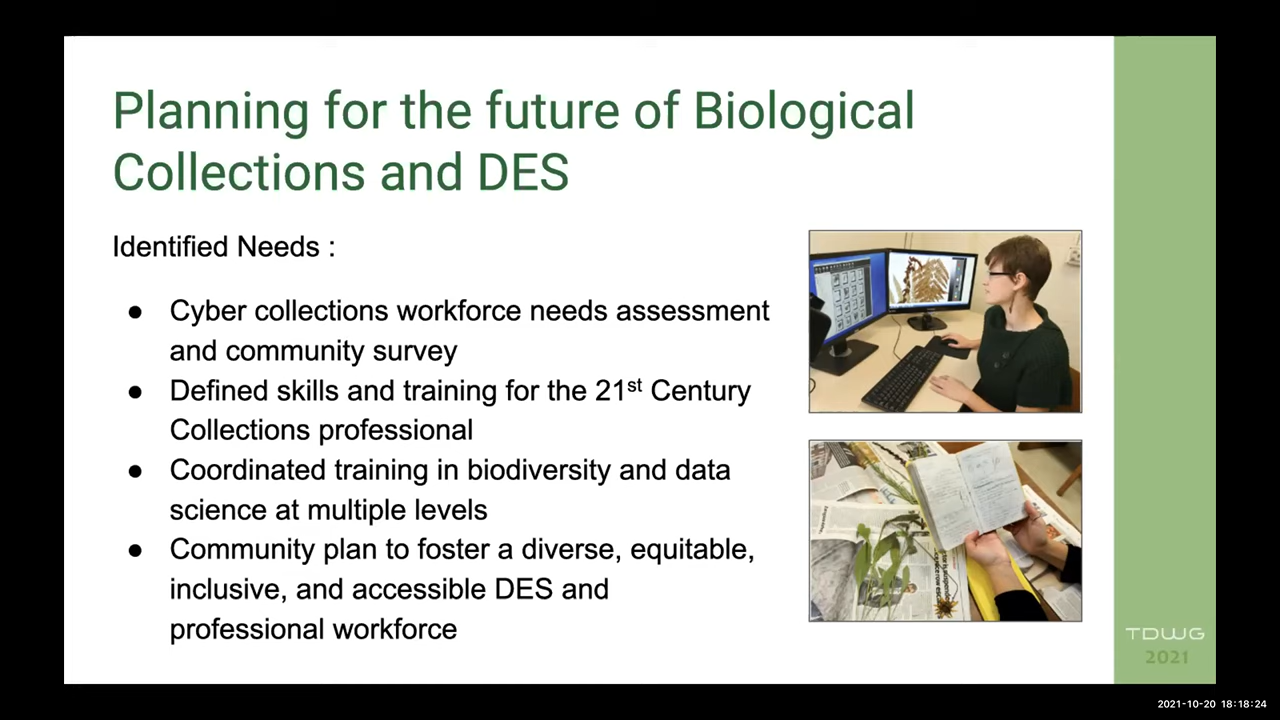 Planning for the future of Biological
Collections and DES
Identified Needs :
● Cyber collections workforce needs assessment
and community survey
● Defined skills and training for the 21st Century
Collections professional
● Coordinated training in biodiversity and data
science at multiple levels
● Community plan to foster a diverse, equitable,
inclusive, and accessible DES and
professional workforce
TDWG
2021
2021-10-20 18:18:24